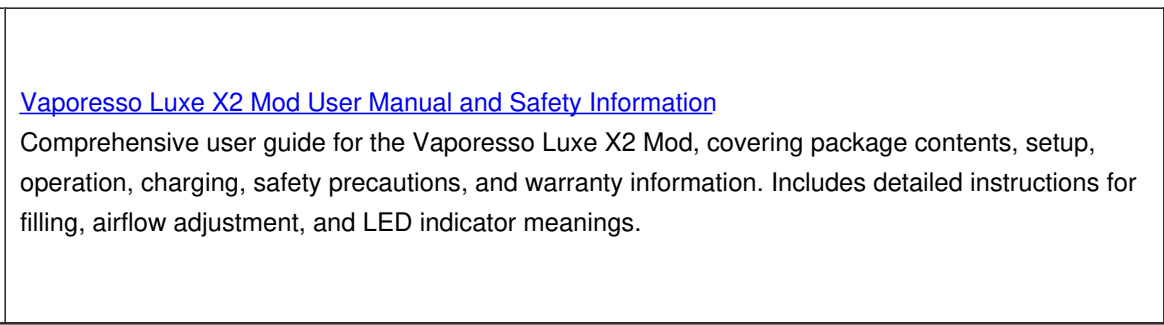 Vaporesso Luxe X2 Mod User Manual and Safety Information
Comprehensive user guide for the Vaporesso Luxe X2 Mod, covering package contents, setup,
operation, charging, safety precautions, and warranty information. Includes detailed instructions for
filling, airflow adjustment, and LED indicator meanings.